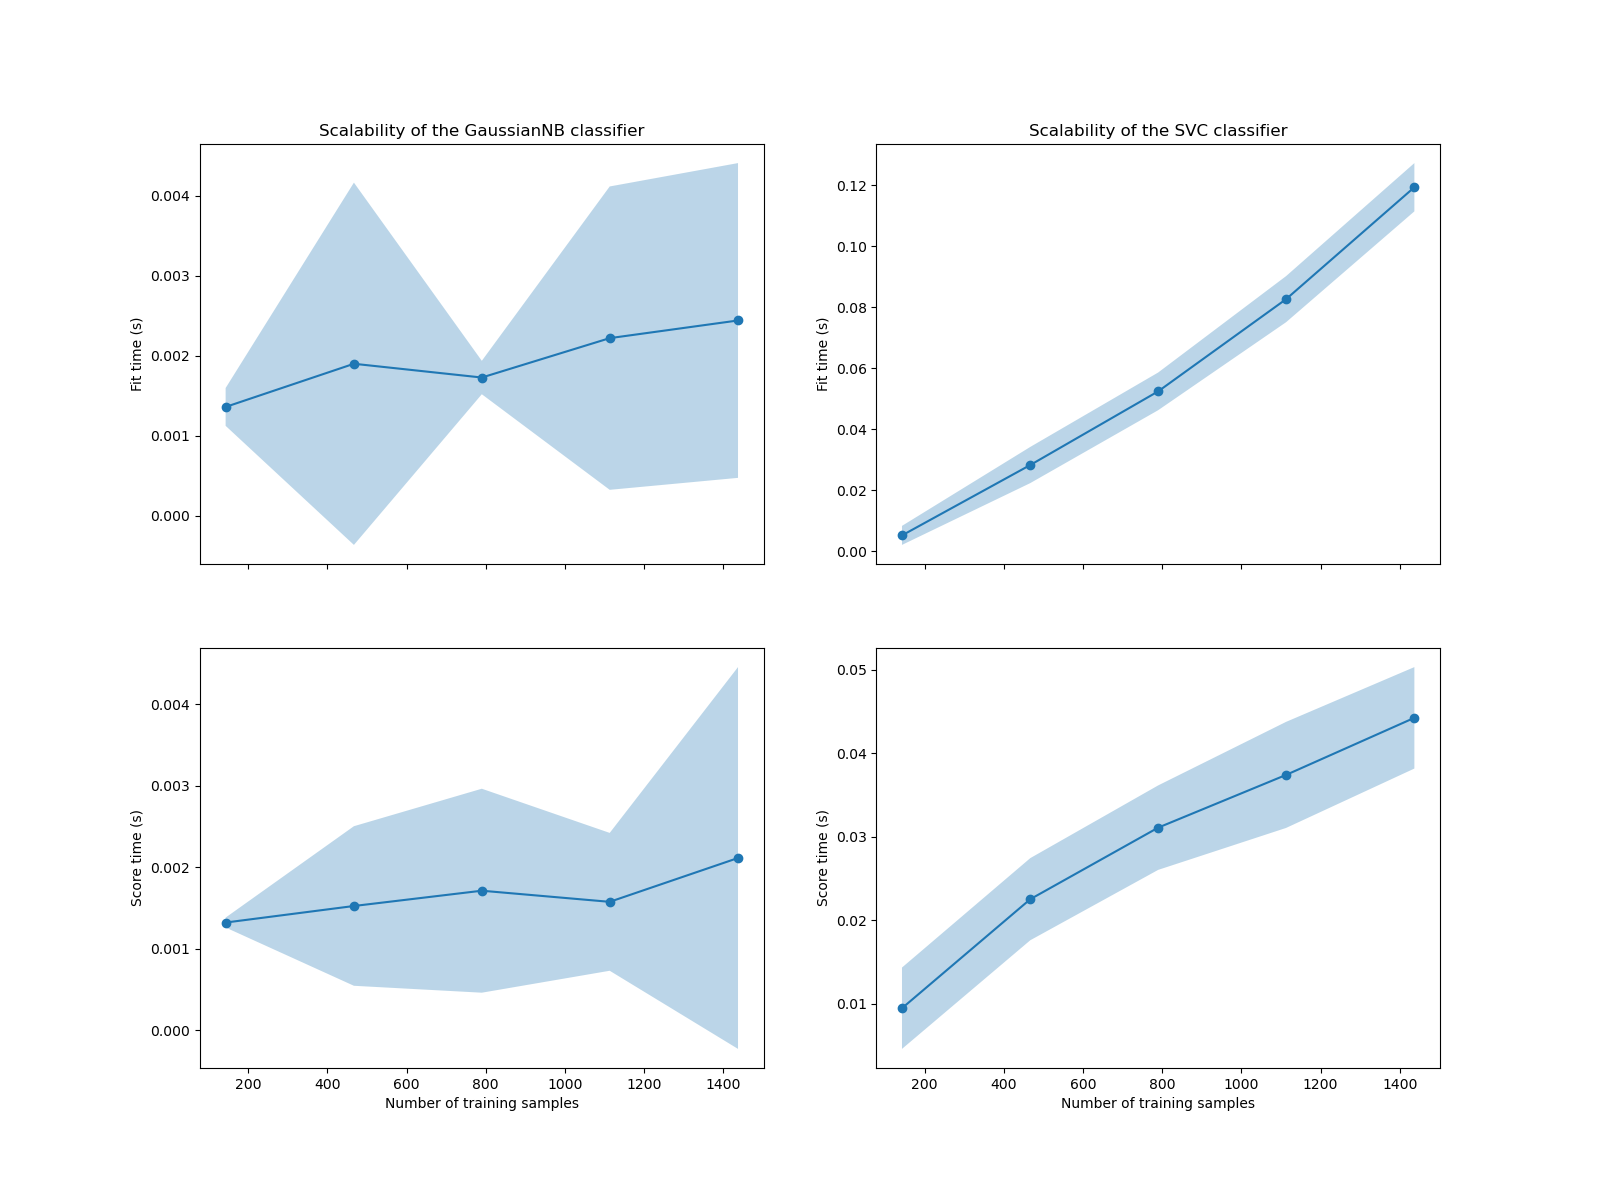 Scalability of the GaussianNB classifier
Fit time (s)
0.004
0.003
0.002
0.001
0.000
Scalability of the SVC classifier
Fit time (s)
0.12
0.10
0.08
0.06
0.04
0.02
0.00
Score time (s)
0.004
0.003
0.002
0.001
0.000
200 400 600 800 1000 1200 1400
Number of training samples
Score time (s)
0.05
0.04
0.03
0.02
0.01
200 400 600 800 1000 1200 1400
Number of training samples